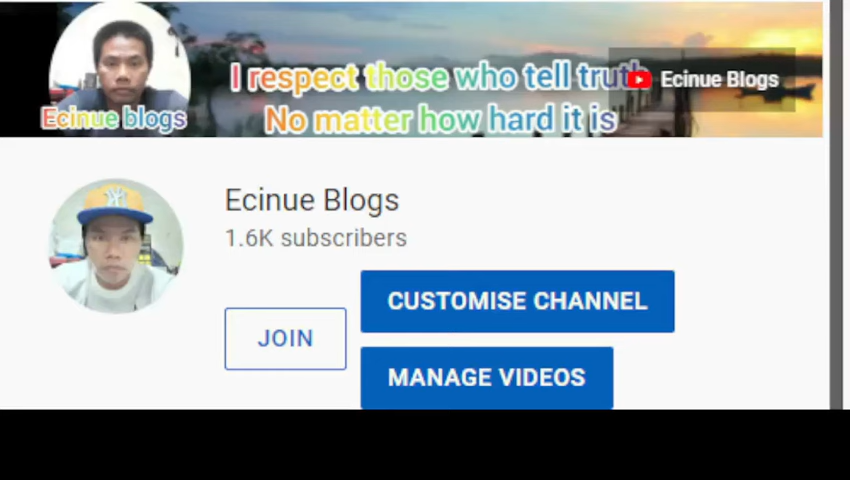 I respect those who tell truth
Ecinue Blogs
Ecinue blogs
No matter how hard it is
Ecinue Blogs
1.6K subscribers
CUSTOMISE CHANNEL
JOIN
MANAGE VIDEOS